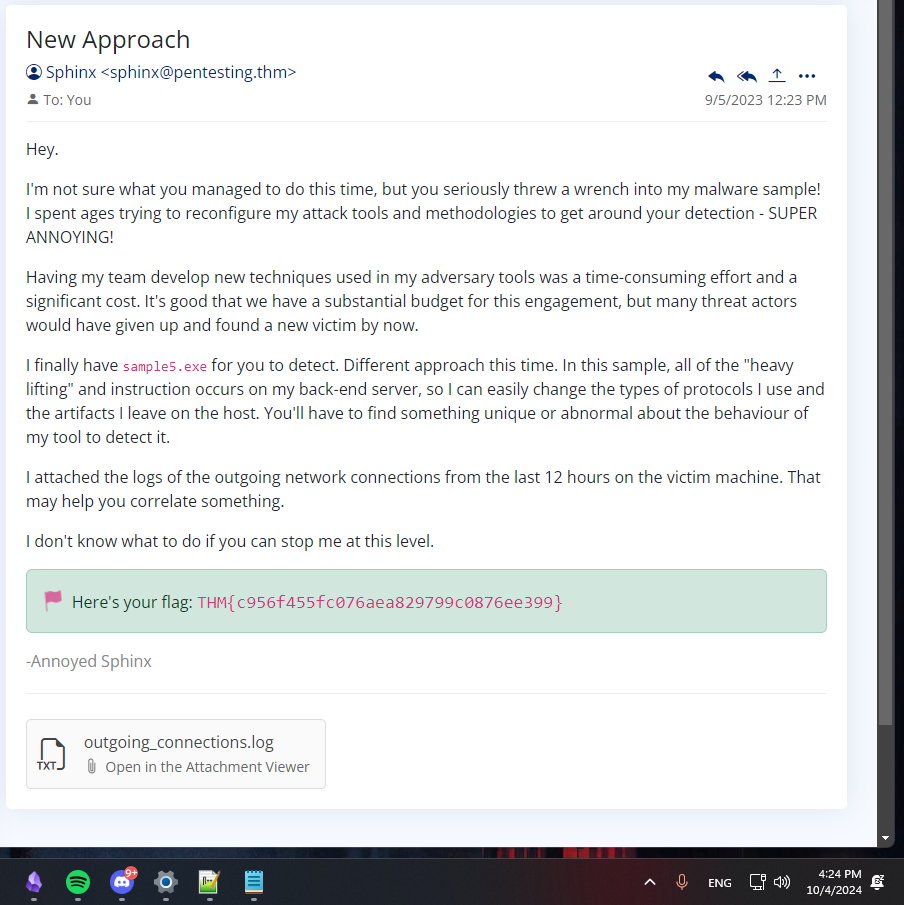 New Approach
Sphinx <sphinx@pentesting.thm>
To: You
9/5/2023 12:23 PM
Hey.
I'm not sure what you managed to do this time, but you seriously threw a wrench into my malware sample!
I spent ages trying to reconfigure my attack tools and methodologies to get around your detection - SUPER
ANNOYING!
Having my team develop new techniques used in my adversary tools was a time-consuming effort and a
significant cost. It's good that we have a substantial budget for this engagement, but many threat actors
would have given up and found a new victim by now.
I finally have sample5.exe for you to detect. Different approach this time. In this sample, all of the "heavy
lifting" and instruction occurs on my back-end server, so I can easily change the types of protocols I use and
the artifacts I leave on the host. You'll have to find something unique or abnormal about the behaviour of
my tool to detect it.
I attached the logs of the outgoing network connections from the last 12 hours on the victim machine. That
may help you correlate something.
I don't know what to do if you can stop me at this level.
Here's your flag: THM{c956f455fc076aea829799c0876ee399}
-Annoyed Sphinx
outgoing_connections.log
TXT
Open in the Attachment Viewer
9+
ENG
4:24 PM
10/4/2024